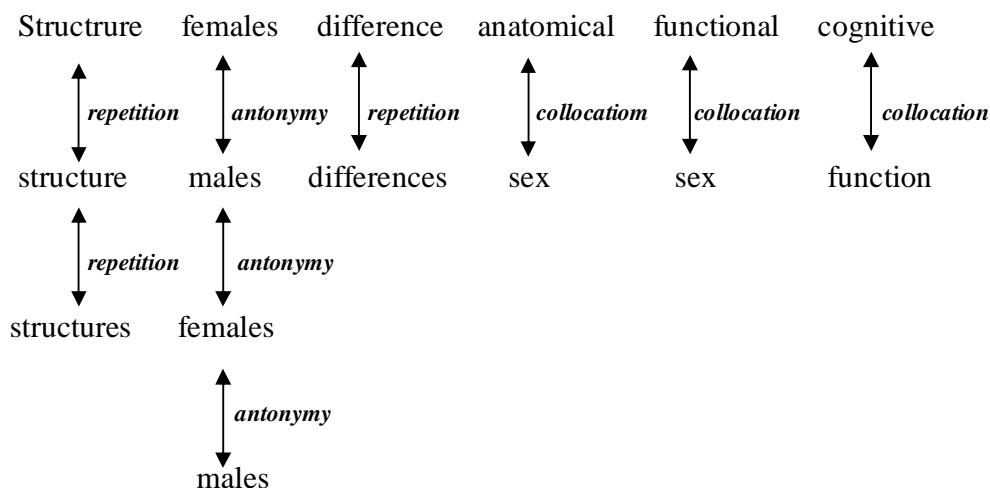 Structrure females difference anatomical functional cognitive
repetition antonymy repetition collocatiom collocation collocation
structure males differences sex sex function
repetition antonymy
structures females
antonymy
males